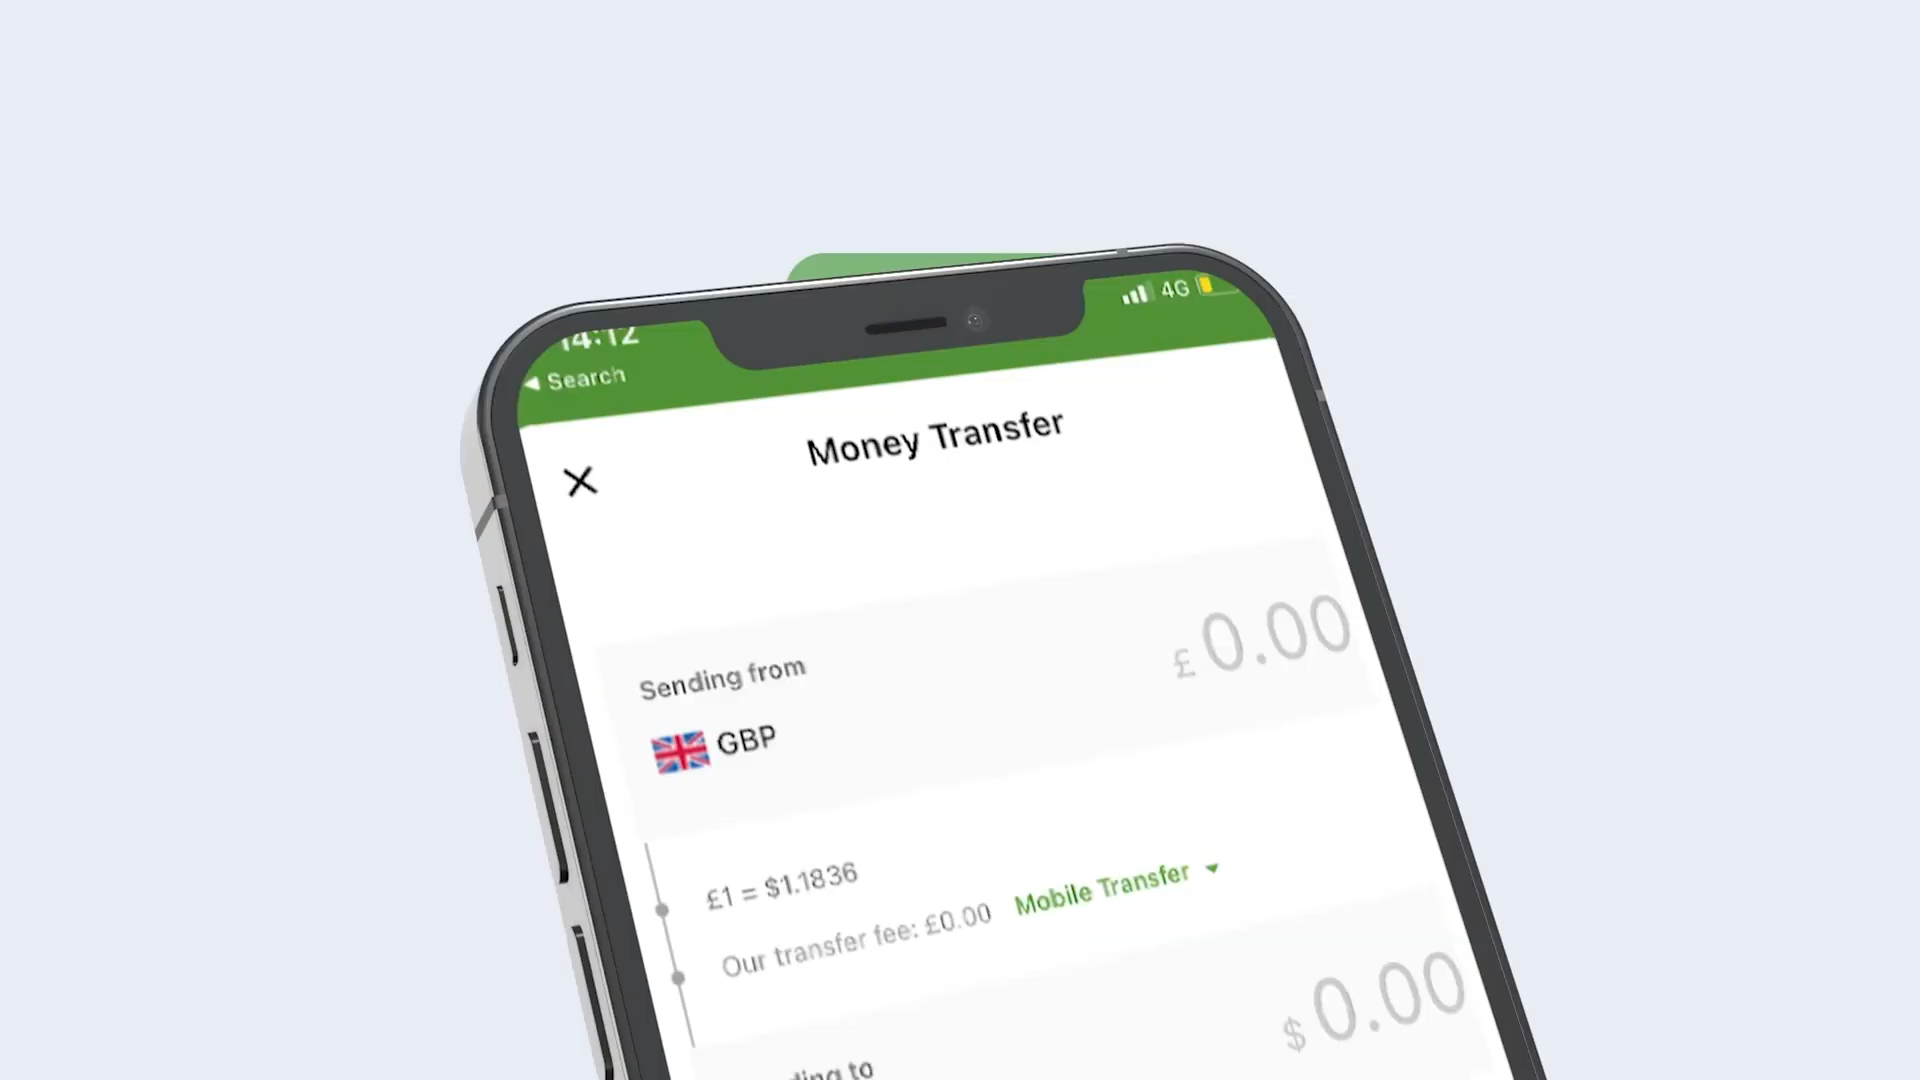 14:12
4G
Search
Money Transfer
Sending from
£0.00
GBP
£1 = $1.1836
Our transfer fee: £0.00 Mobile Transfer
$0.00
to